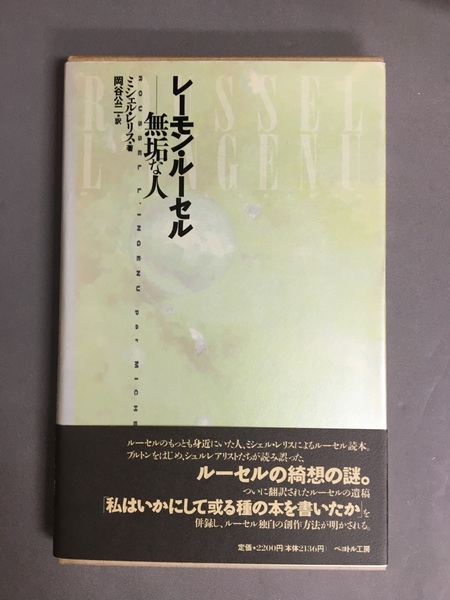 ROUSSEL
L'INGENU
レーモン・ルーセル
——無垢な人
ROUSSEL L'INGENU par MICHE
ミシェル・レリス・著
岡谷公二・訳
ルーセルのもっとも身近にいた人、ミシェル・レリスによるルーセル読本。
ブルトンをはじめ、シュルレアリストたちが読み誤った、
ルーセルの綺想の謎。
ついに翻訳されたルーセルの遺稿
「私はいかにして或る種の本を書いたか」を
併録し、ルーセル独自の創作方法が明かされる。
定価・2200円(本体2136円) ペヨトル工房